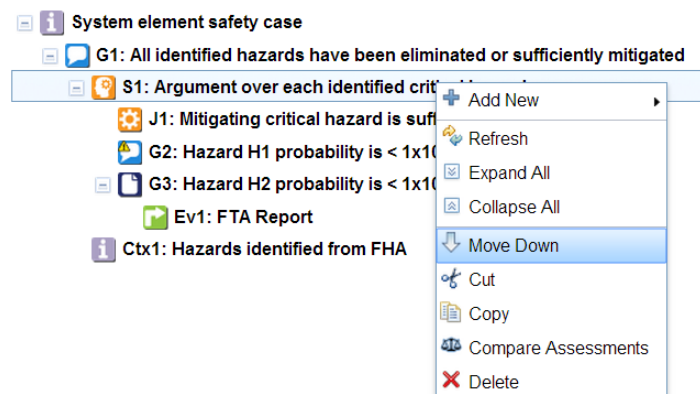 System element safety case
G1: All identified hazards have been eliminated or sufficiently mitigated
S1: Argument over each identified
J1: Mitigating critical hazard is
G2: Hazard H1 probability is < 1x10
G3: Hazard H2 probability is < 1x10
Ev1: FTA Report
Ctx1: Hazards identified from FHA
Add New
Refresh
Expand All
Collapse All
Move Down
Cut
Copy
Compare Assessments
Delete